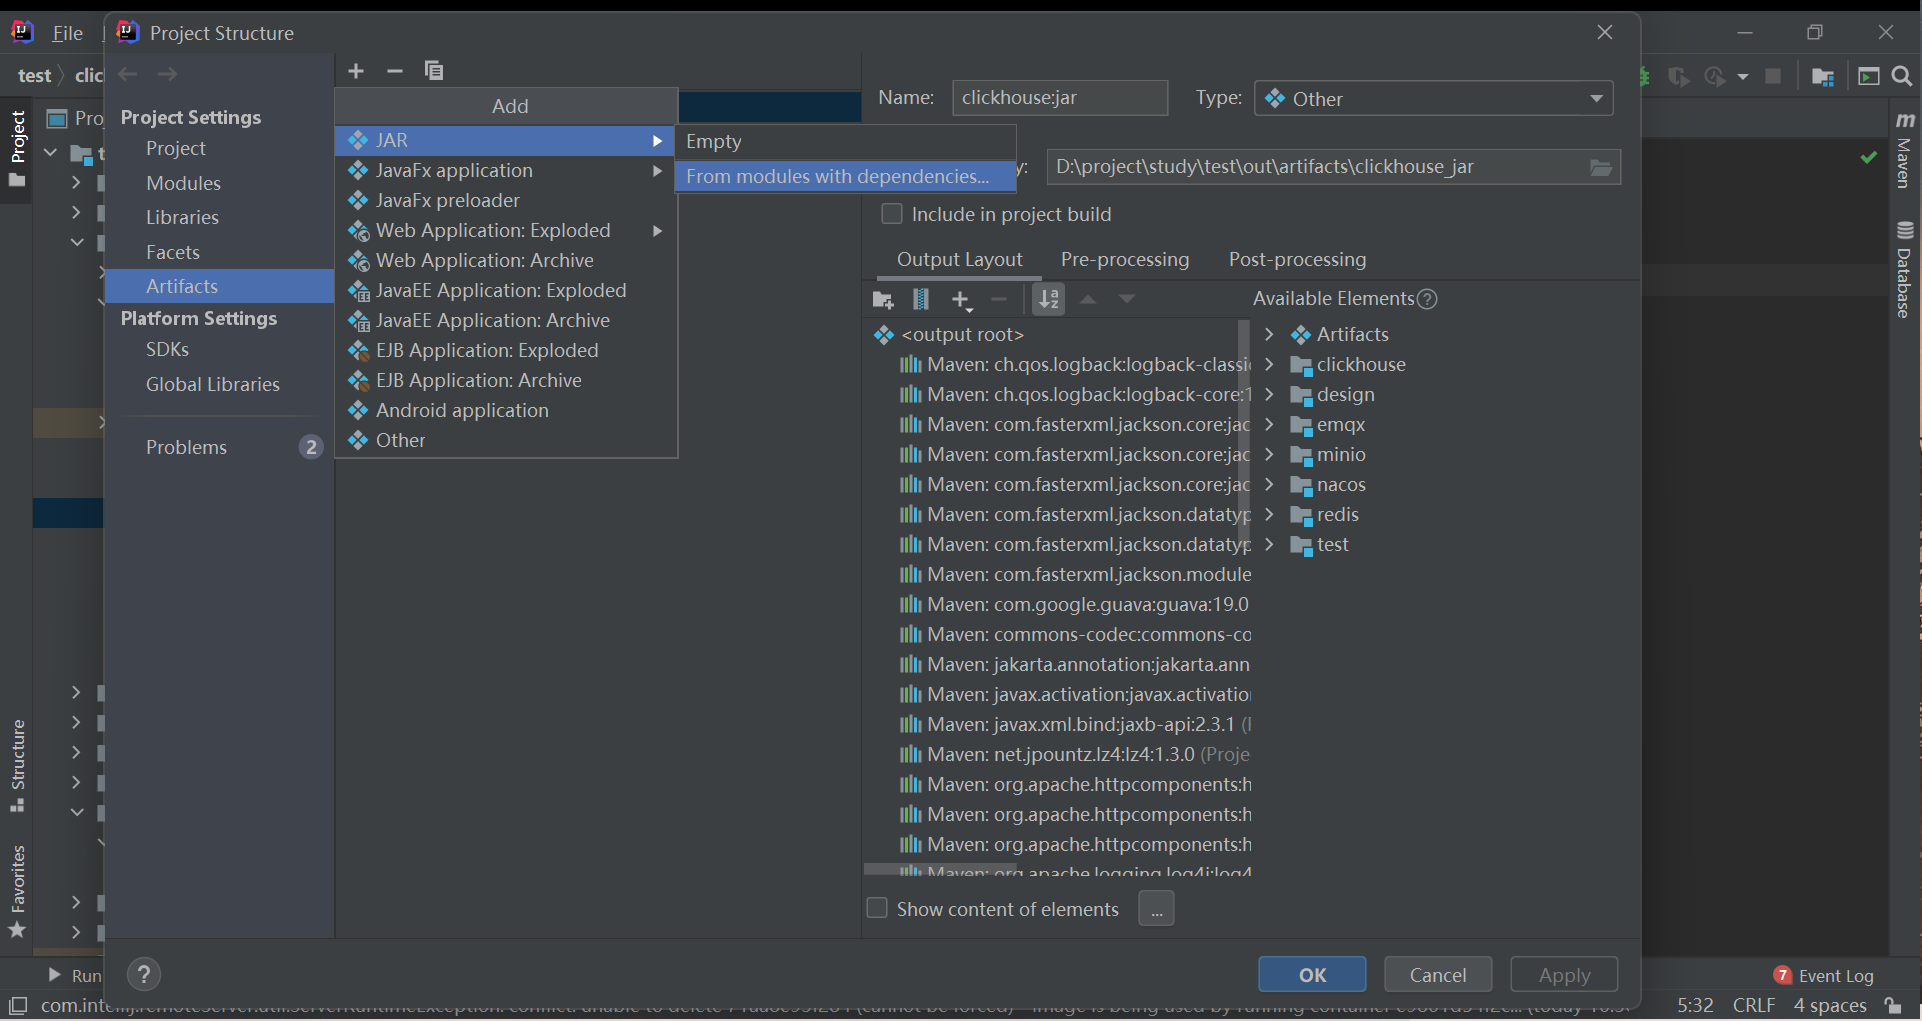 File
Project Structure
test
clic
Pro
Project
Project Settings
Project
Modules
Libraries
Facets
Artifacts
Platform Settings
SDKs
Global Libraries
Problems
2
Add
JAR
JavaFx application
JavaFx preloader
Web Application: Exploded
Web Application: Archive
JavaEE Application: Exploded
JavaEE Application: Archive
EJB Application: Exploded
EJB Application: Archive
Android application
Other
Empty
From modules with dependencies...
Name:
clickhouse:jar
Type:
Other
y:
D:\project\study\test\out\artifacts\clickhouse_jar
Include in project build
Output Layout
Pre-processing
Post-processing
Available Elements
<output root>
Maven: ch.qos.logback:logback-classi
Maven: ch.qos.logback:logback-core:1
Maven: com.fasterxml.jackson.core:jac
Maven: com.fasterxml.jackson.core:jac
Maven: com.fasterxml.jackson.core:jac
Maven: com.fasterxml.jackson.datatyp
Maven: com.fasterxml.jackson.datatyp
Maven: com.fasterxml.jackson.module
Maven: com.google.guava:guava:19.0
Maven: commons-codec:commons-co
Maven: jakarta.annotation:jakarta.ann
Maven: javax.activation:javax.activatio
Maven: javax.xml.bind:jaxb-api:2.3.1
Maven: net.jpountz.lz4:lz4:1.3.0 (Proje
Maven: org.apache.httpcomponents:h
Maven: org.apache.httpcomponents:h
Maven: org.apache.httpcomponents:h
Maven: org.apache.logging.log4j:log4
Artifacts
clickhouse
design
emqx
minio
nacos
redis
test
Show content of elements
...
OK
Cancel
Apply
?
m
Maven
Database
Structure
Favorites
Run
7
Event Log
5:32
CRLF
4 spaces